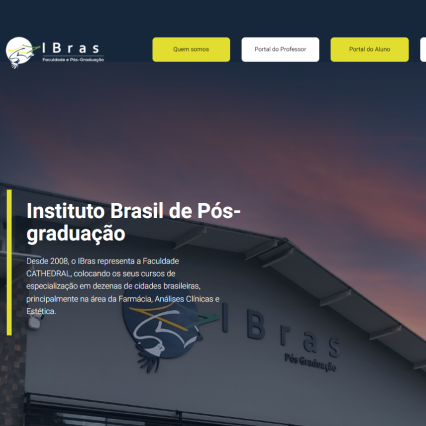 IBras
Faculdade e Pós-Graduação
Quem somos
Portal do Professor
Portal do Aluno
Instituto Brasil de Pós-
graduação
Desde 2008, o IBras representa a Faculdade
CATHEDRAL, colocando os seus cursos de
especialização em dezenas de cidades brasileiras,
principalmente na área da Farmácia, Análises Clínicas e
Estética.
IBras
Pós-Graduação